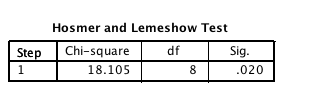 Hosmer and Lemeshow Test
Step Chi-square df Sig.
1 18.105 8 .020